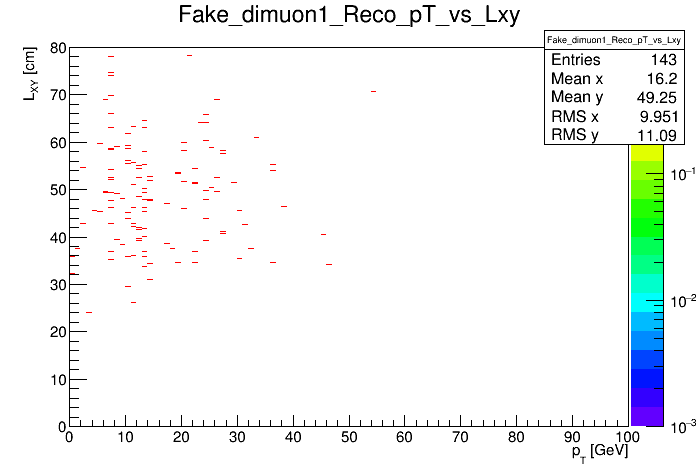 Fake_dimuon1_Reco_pT_vs_Lxy
Fake_dimuon1_Reco_pT_vs_Lxy
Entries 143
Mean x 16.2
Mean y 49.25
RMS x 9.951
RMS y 11.09
L_XY [cm]
80
70
60
50
40
30
20
10
0
0 10 20 30 40 50 60 70 80 90 100
p_T [GeV]
10^-1
10^-2
10^-3